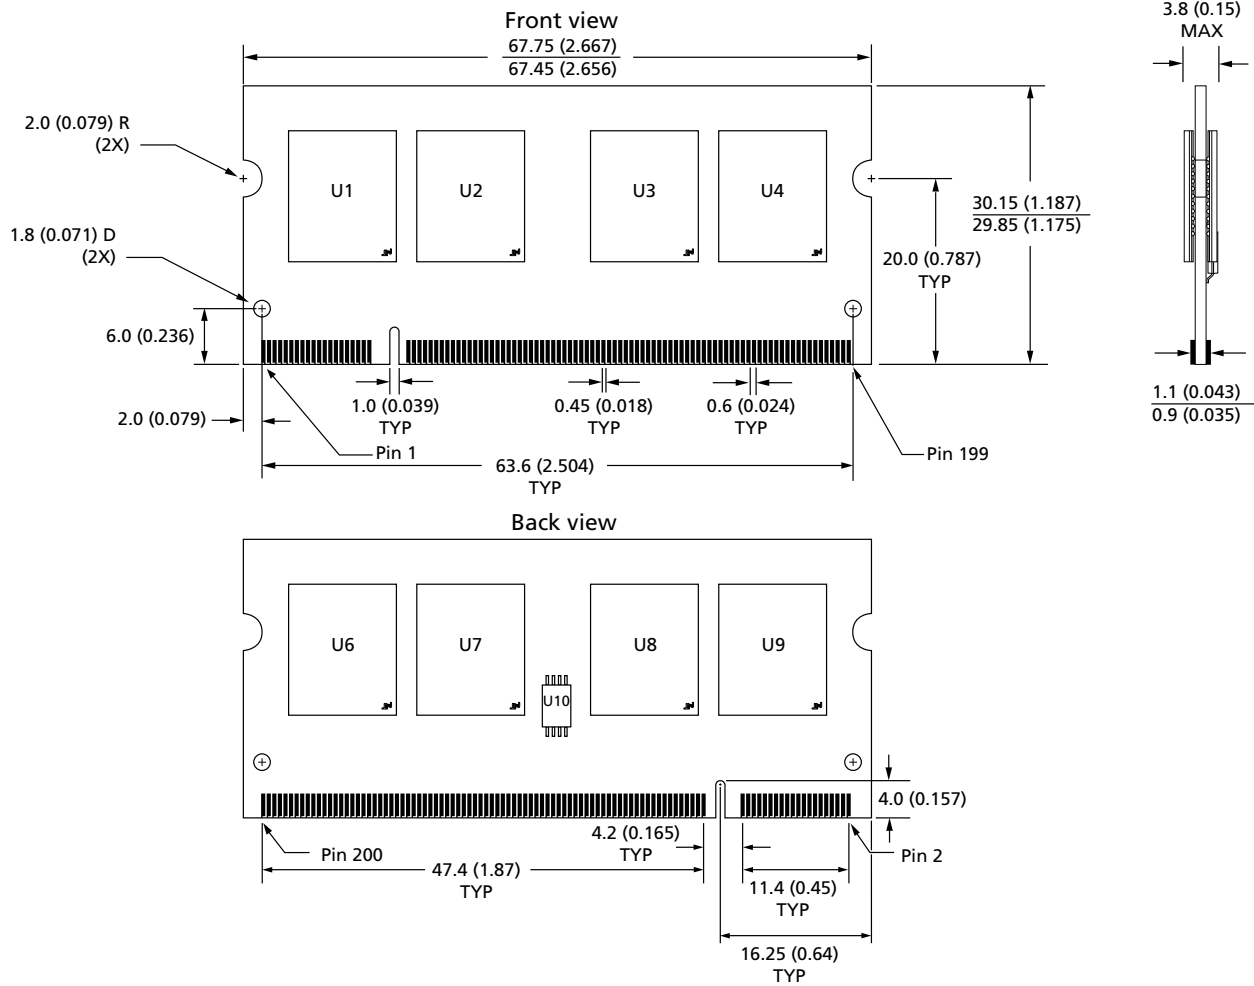 Front view
67.75 (2.667)
67.45 (2.656)
3.8 (0.15)
MAX
2.0 (0.079) R
(2X)
U1
U2
U3
U4
1.8 (0.071) D
(2X)
30.15 (1.187)
29.85 (1.175)
20.0 (0.787)
TYP
6.0 (0.236)
2.0 (0.079)
1.0 (0.039)
TYP
0.45 (0.018)
TYP
0.6 (0.024)
TYP
1.1 (0.043)
0.9 (0.035)
Pin 1
Pin 199
63.6 (2.504)
TYP
Back view
U6
U7
U8
U9
U10
4.0 (0.157)
4.2 (0.165)
TYP
Pin 200
Pin 2
47.4 (1.87)
TYP
11.4 (0.45)
TYP
16.25 (0.64)
TYP